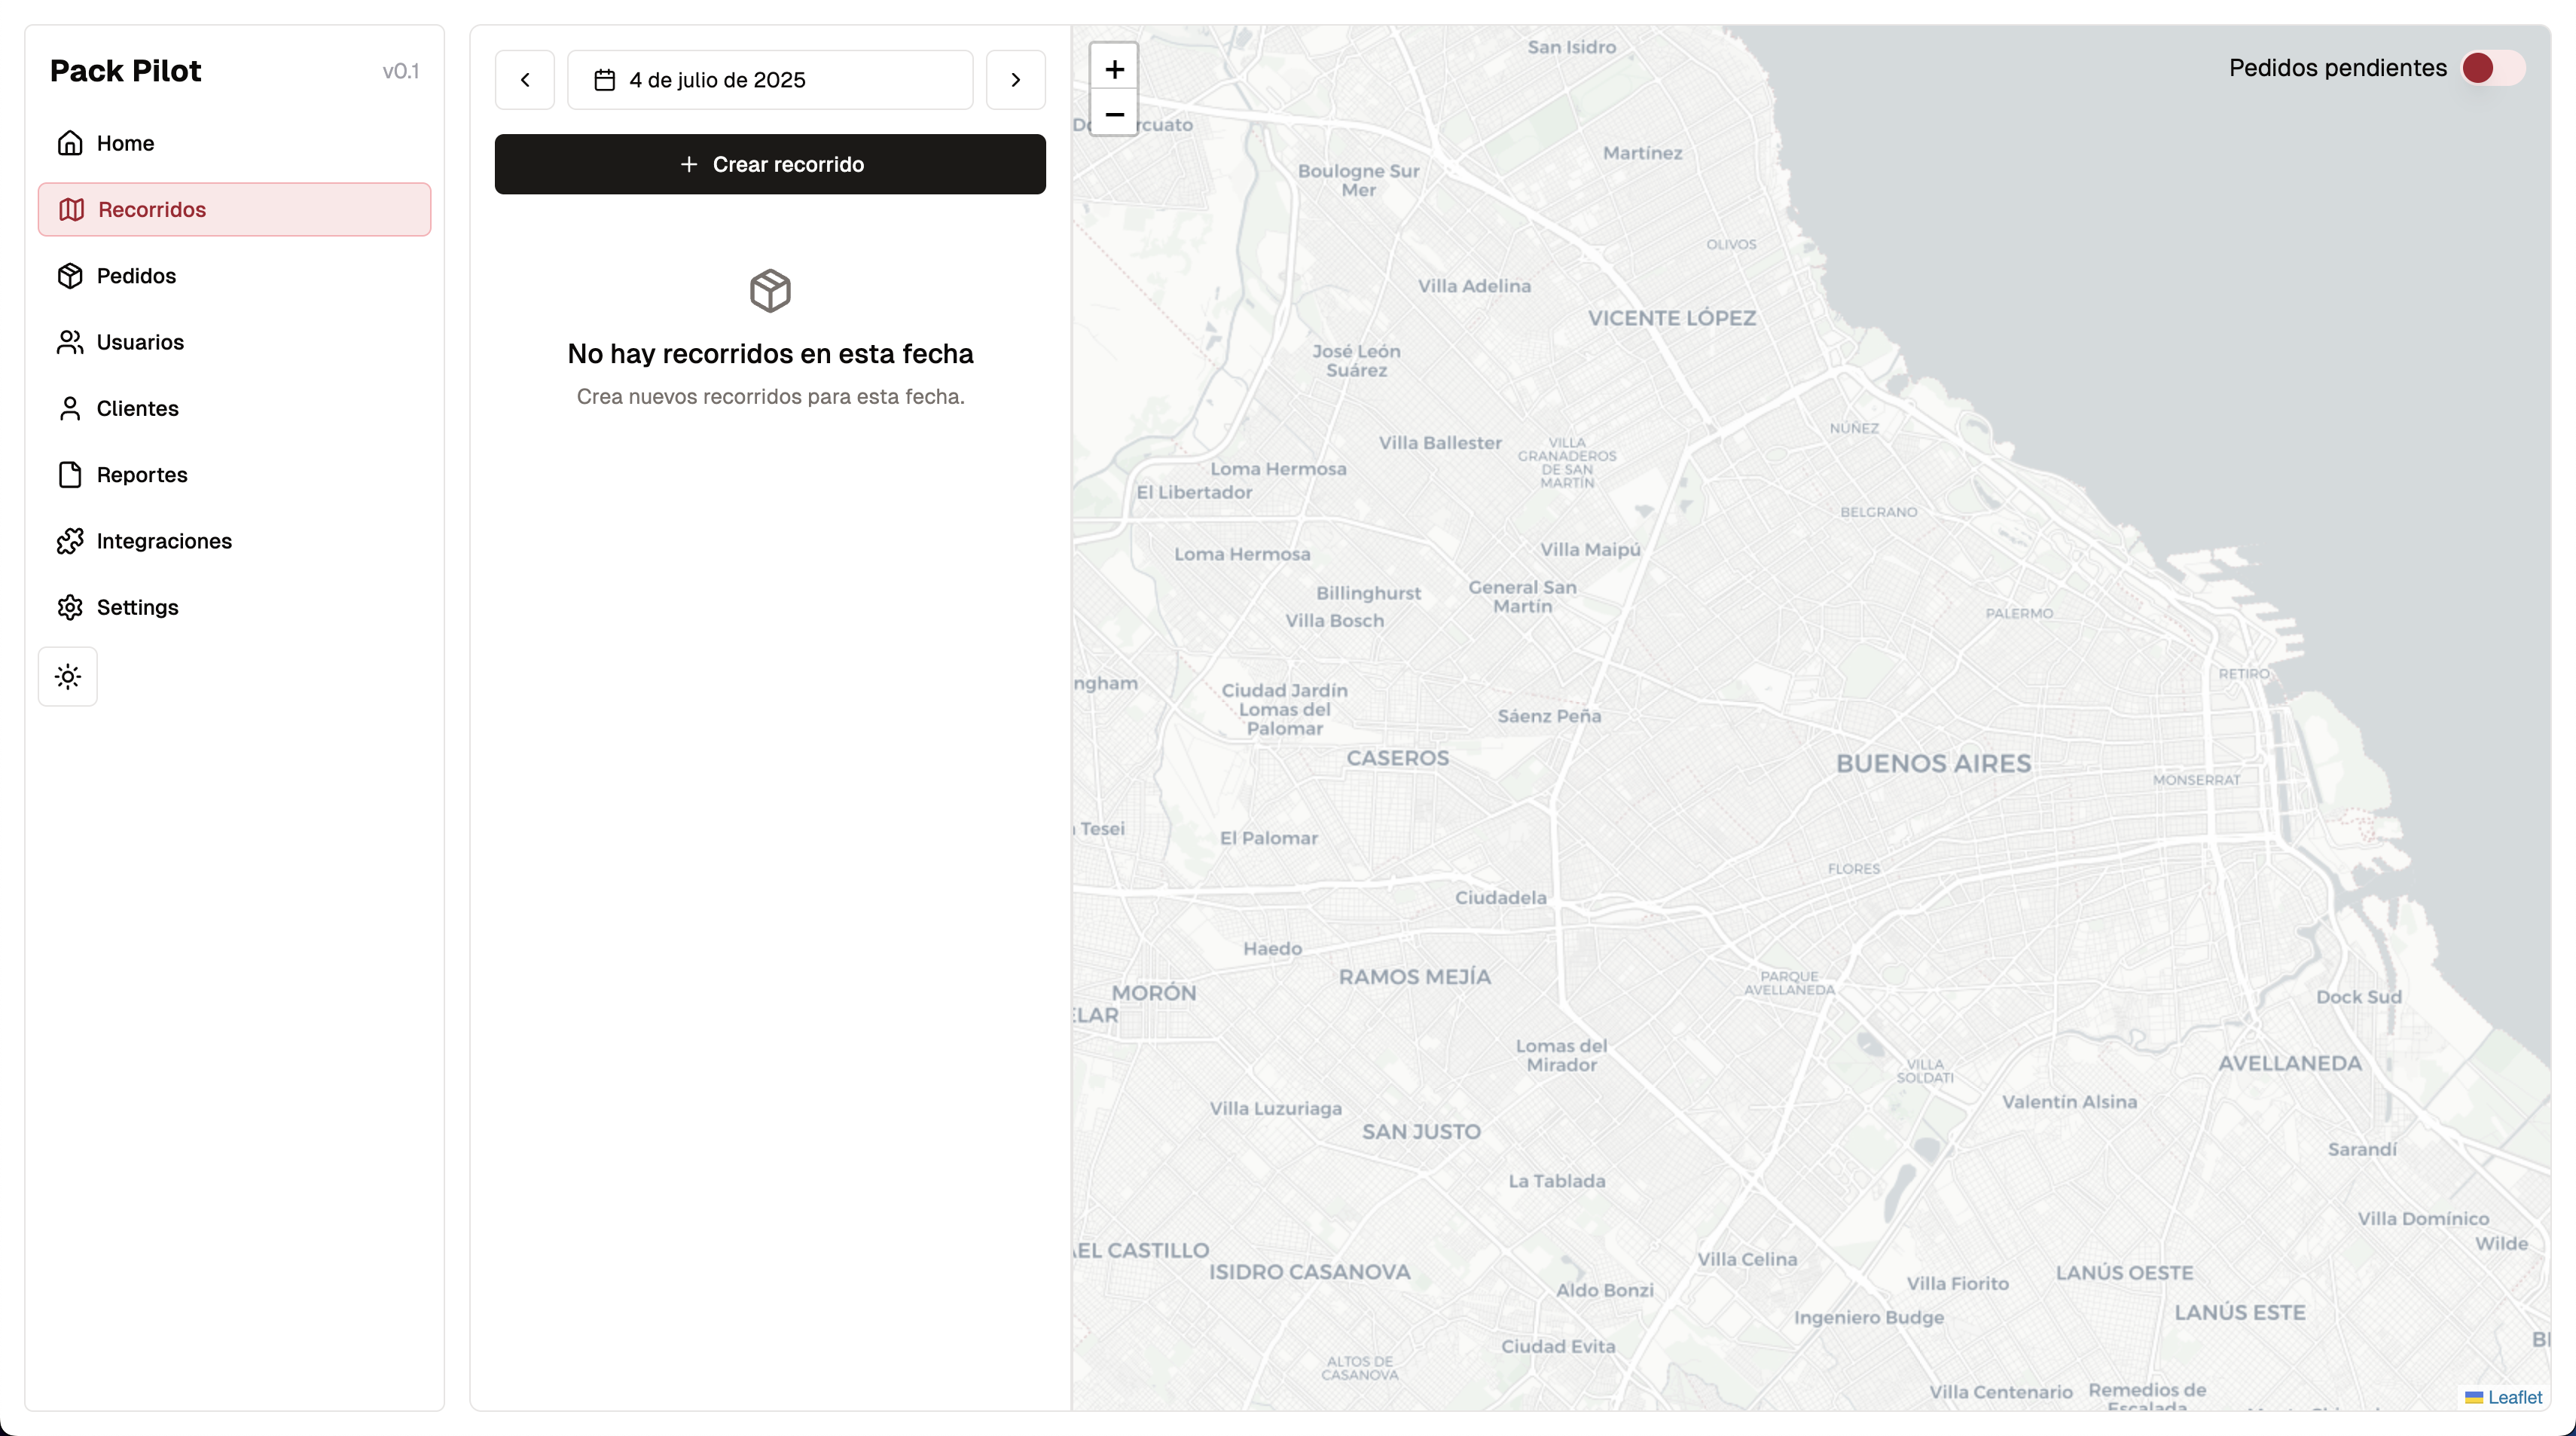 Pack Pilot
v0.1
Home
Recorridos
Pedidos
Usuarios
Clientes
Reportes
Integraciones
Settings
4 de julio de 2025
+ Crear recorrido
No hay recorridos en esta fecha
Crea nuevos recorridos para esta fecha.
+
−
Pedidos pendientes
San Isidro
Martínez
Boulogne Sur
Mer
OLIVOS
Villa Adelina
VICENTE LÓPEZ
José León
Suárez
NÚÑEZ
Villa Ballester
VILLA
GRANADEROS
DE SAN
MARTÍN
Loma Hermosa
El Libertador
BELGRANO
Loma Hermosa
Villa Maipú
Billinghurst
General San
Martín
Villa Bosch
PALERMO
RETIRO
ngham
Ciudad Jardín
Lomas del
Palomar
Sáenz Peña
CASEROS
BUENOS AIRES
MONSERRAT
Tesei
El Palomar
FLORES
Ciudadela
Haedo
RAMOS MEJÍA
PARQUE
AVELLANEDA
MORÓN
ELAR
Dock Sud
Lomas del
Mirador
VILLA
SOLDATI
AVELLANEDA
Villa Luzuriaga
Valentín Alsina
SAN JUSTO
Sarandí
La Tablada
Villa Domínico
Wilde
AEL CASTILLO
ISIDRO CASANOVA
Villa Celina
Aldo Bonzi
Villa Fiorito
LANÚS OESTE
Ingeniero Budge
LANÚS ESTE
Ciudad Evita
ALTOS DE
CASANOVA
Villa Centenario
Remedios de
Escalada
Leaflet